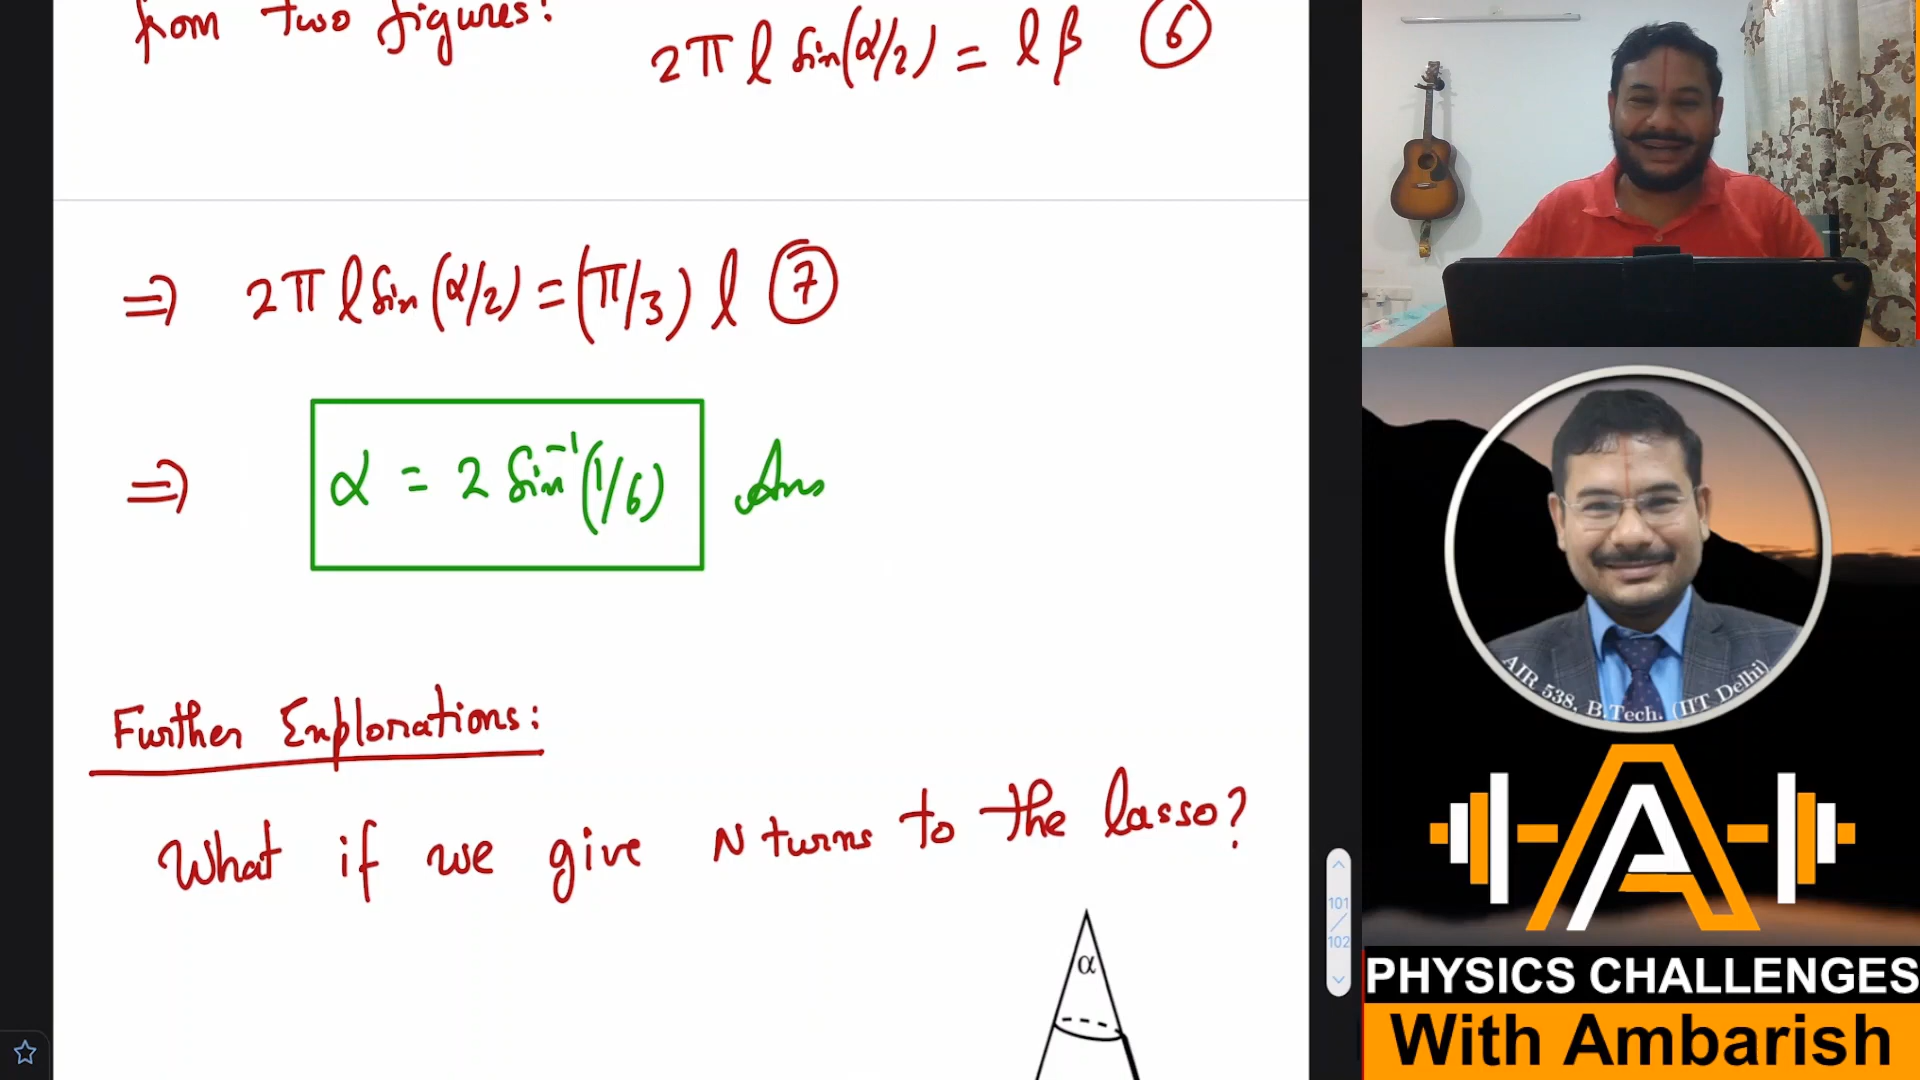 from two figures:
2π l Sin(α/2) = l β ⑥
⇒ 2π l Sin(α/2) = (π/3) l ⑦
⇒ α = 2 Sin⁻¹(1/6) Ans
Further Explorations:
What if we give N turns to the lasso?
α
101
/
102
AIR 538, B.Tech. (IIT Delhi)
A
PHYSICS CHALLENGES
With Ambarish